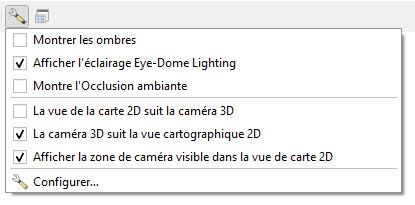 Montrer les ombres
Afficher l'éclairage Eye-Dome Lighting
Montre l'Occlusion ambiante
La vue de la carte 2D suit la caméra 3D
La caméra 3D suit la vue cartographique 2D
Afficher la zone de caméra visible dans la vue de carte 2D
Configurer...